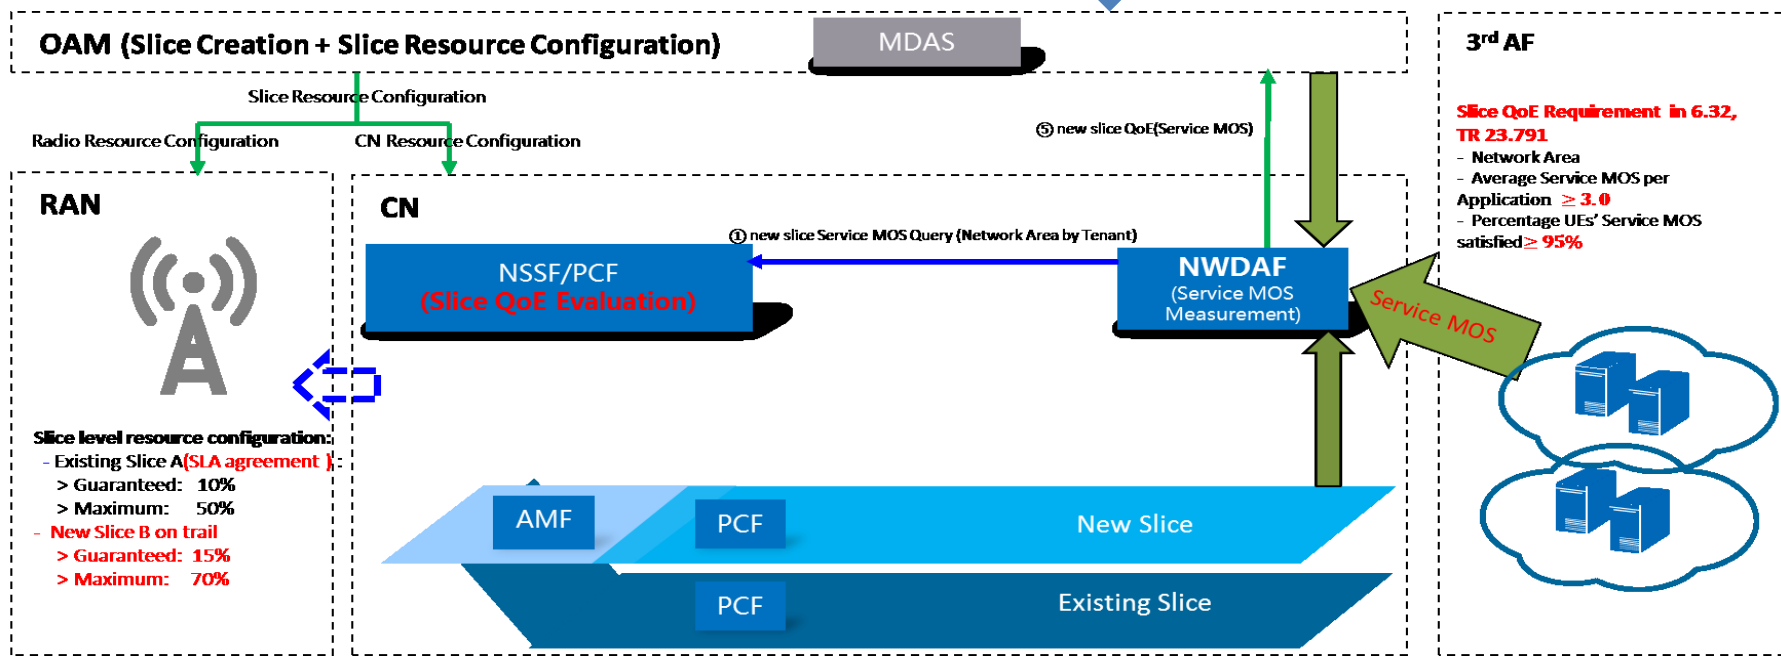 OAM (Slice Creation + Slice Resource Configuration)
MDAS
3rd AF
Slice Resource Configuration
Radio Resource Configuration
CN Resource Configuration
⑤ new slice QoE(Service MOS)
Slice QoE Requirement in 6.32,
TR 23.791
- Network Area
- Average Service MOS per
Application ≥ 3.0
- Percentage UEs' Service MOS
satisfied≥ 95%
RAN
CN
① new slice Service MOS Query (Network Area by Tenant)
NSSF/PCF
(Slice QoE Evaluation)
NWDAF
(Service MOS
Measurement)
Service MOS
Slice level resource configuration:
- Existing Slice A(SLA agreement ) :
> Guaranteed: 10%
> Maximum: 50%
- New Slice B on trail
> Guaranteed: 15%
> Maximum: 70%
AMF
PCF
New Slice
PCF
Existing Slice